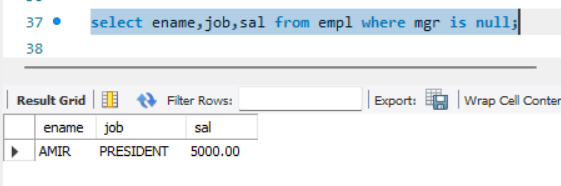 37 select ename,job,sal from empl where mgr is null;
38
Result Grid Filter Rows: Export: Wrap Cell Conten
ename job sal
AMIR PRESIDENT 5000.00